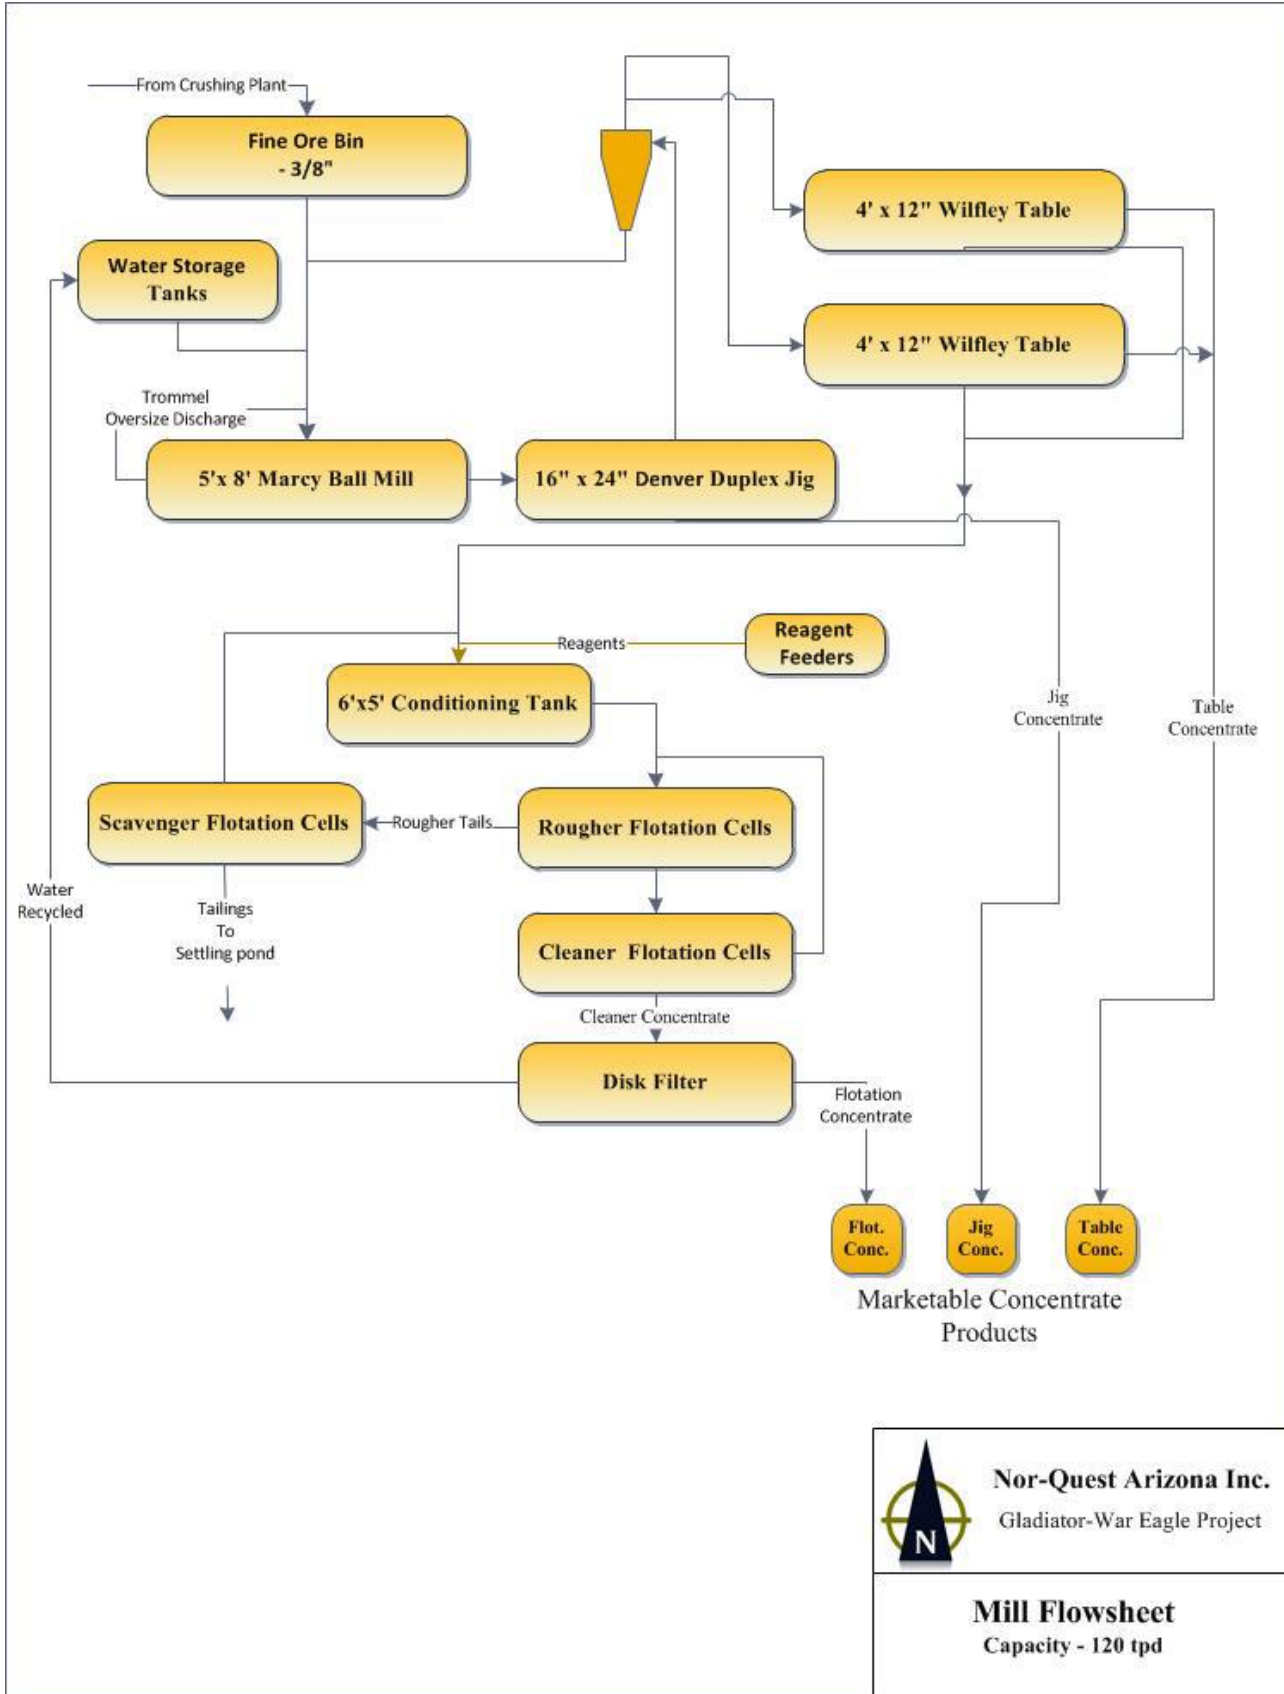 From Crushing Plant
Fine Ore Bin
- 3/8"
4' x 12" Wilfley Table
Water Storage
Tanks
4' x 12" Wilfley Table
Trommel
Oversize Discharge
5'x 8' Marcy Ball Mill
16" x 24" Denver Duplex Jig
Reagents
Reagent
Feeders
6'x5' Conditioning Tank
Jig
Concentrate
Table
Concentrate
Scavenger Flotation Cells
Rougher Tails
Rougher Flotation Cells
Water
Recycled
Tailings
To
Settling pond
Cleaner  Flotation Cells
Cleaner Concentrate
Disk Filter
Flotation
Concentrate
Flot.
Conc.
Jig
Conc.
Table
Conc.
Marketable Concentrate
Products
N
Nor-Quest Arizona Inc.
Gladiator-War Eagle Project
Mill Flowsheet
Capacity - 120 tpd